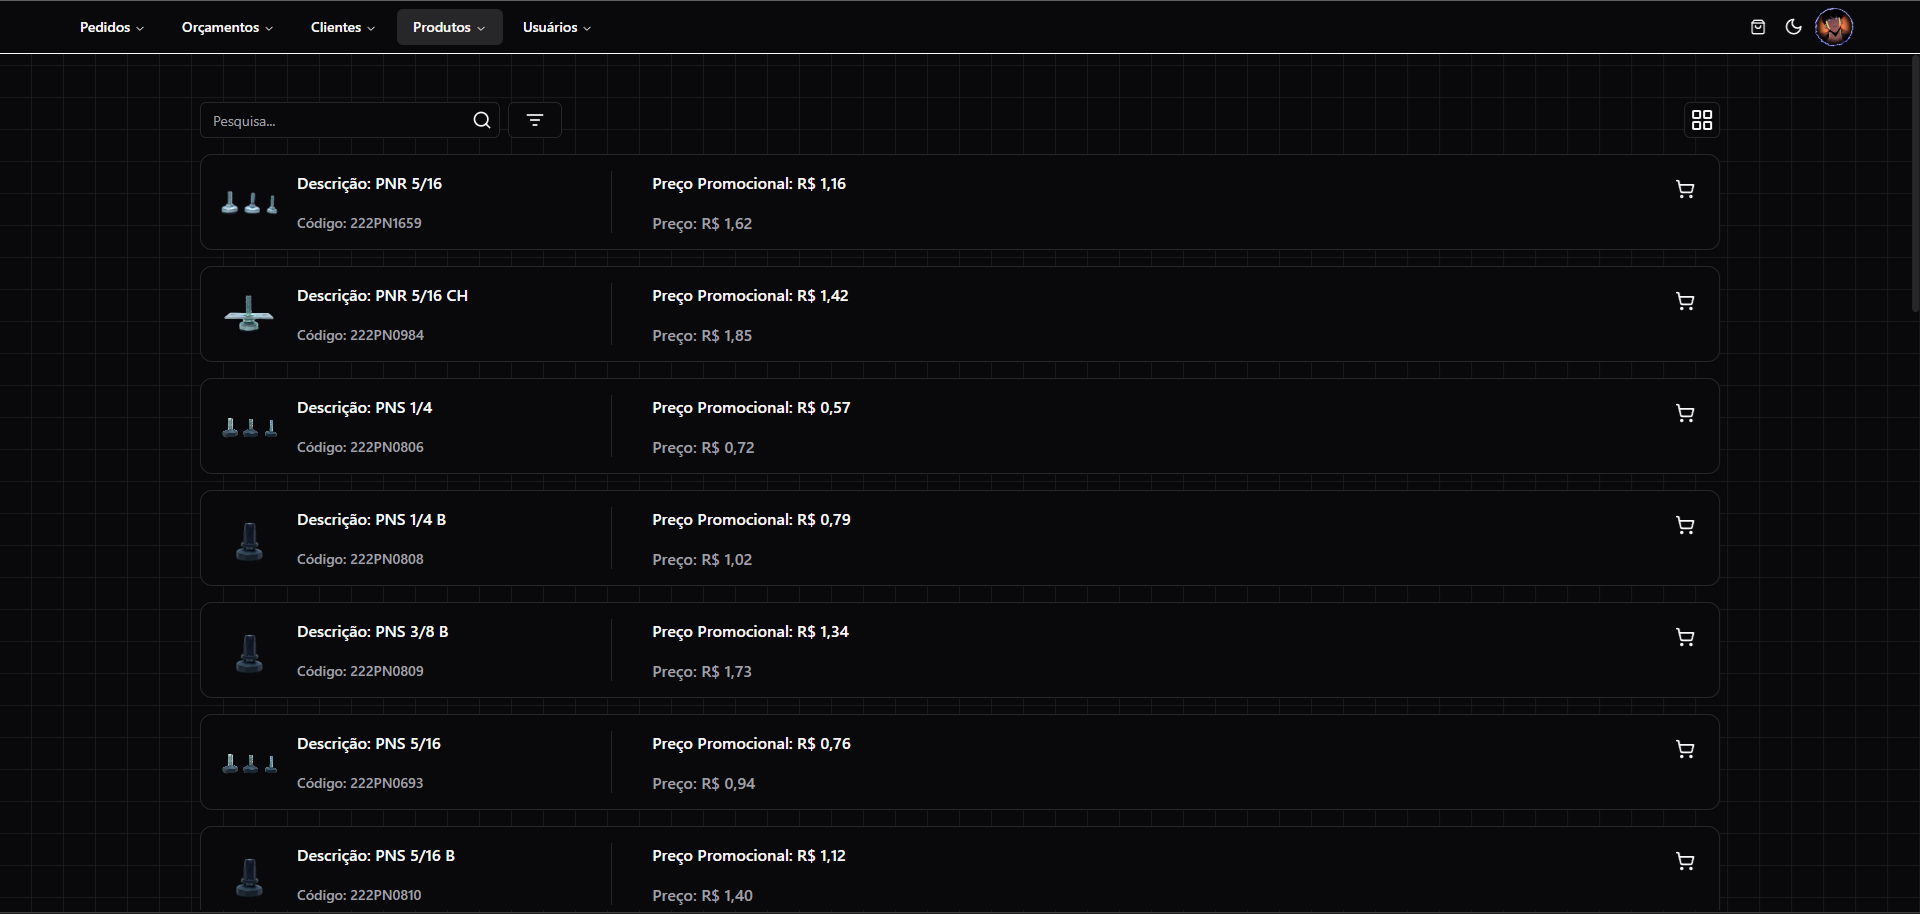 Pedidos
Orçamentos
Clientes
Produtos
Usuários
Pesquisa...
Descrição: PNR 5/16
Código: 222PN1659
Preço Promocional: R$ 1,16
Preço: R$ 1,62
Descrição: PNR 5/16 CH
Código: 222PN0984
Preço Promocional: R$ 1,42
Preço: R$ 1,85
Descrição: PNS 1/4
Código: 222PN0806
Preço Promocional: R$ 0,57
Preço: R$ 0,72
Descrição: PNS 1/4 B
Código: 222PN0808
Preço Promocional: R$ 0,79
Preço: R$ 1,02
Descrição: PNS 3/8 B
Código: 222PN0809
Preço Promocional: R$ 1,34
Preço: R$ 1,73
Descrição: PNS 5/16
Código: 222PN0693
Preço Promocional: R$ 0,76
Preço: R$ 0,94
Descrição: PNS 5/16 B
Código: 222PN0810
Preço Promocional: R$ 1,12
Preço: R$ 1,40